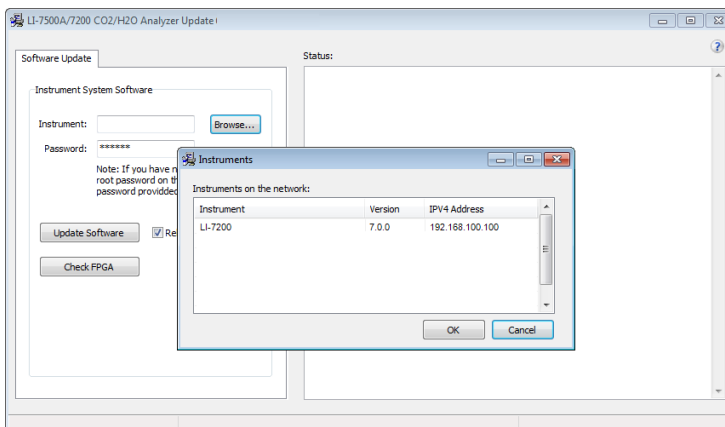 LI-7500A/7200 CO2/H2O Analyzer Update
Software Update
Status:
Instrument System Software
Instrument:
Browse...
Password:
******
Note: If you have n
root password on th
password providded
Update Software
Re
Check FPGA
Instruments
Instruments on the network:
Instrument Version IPV4 Address
LI-7200 7.0.0 192.168.100.100
OK
Cancel